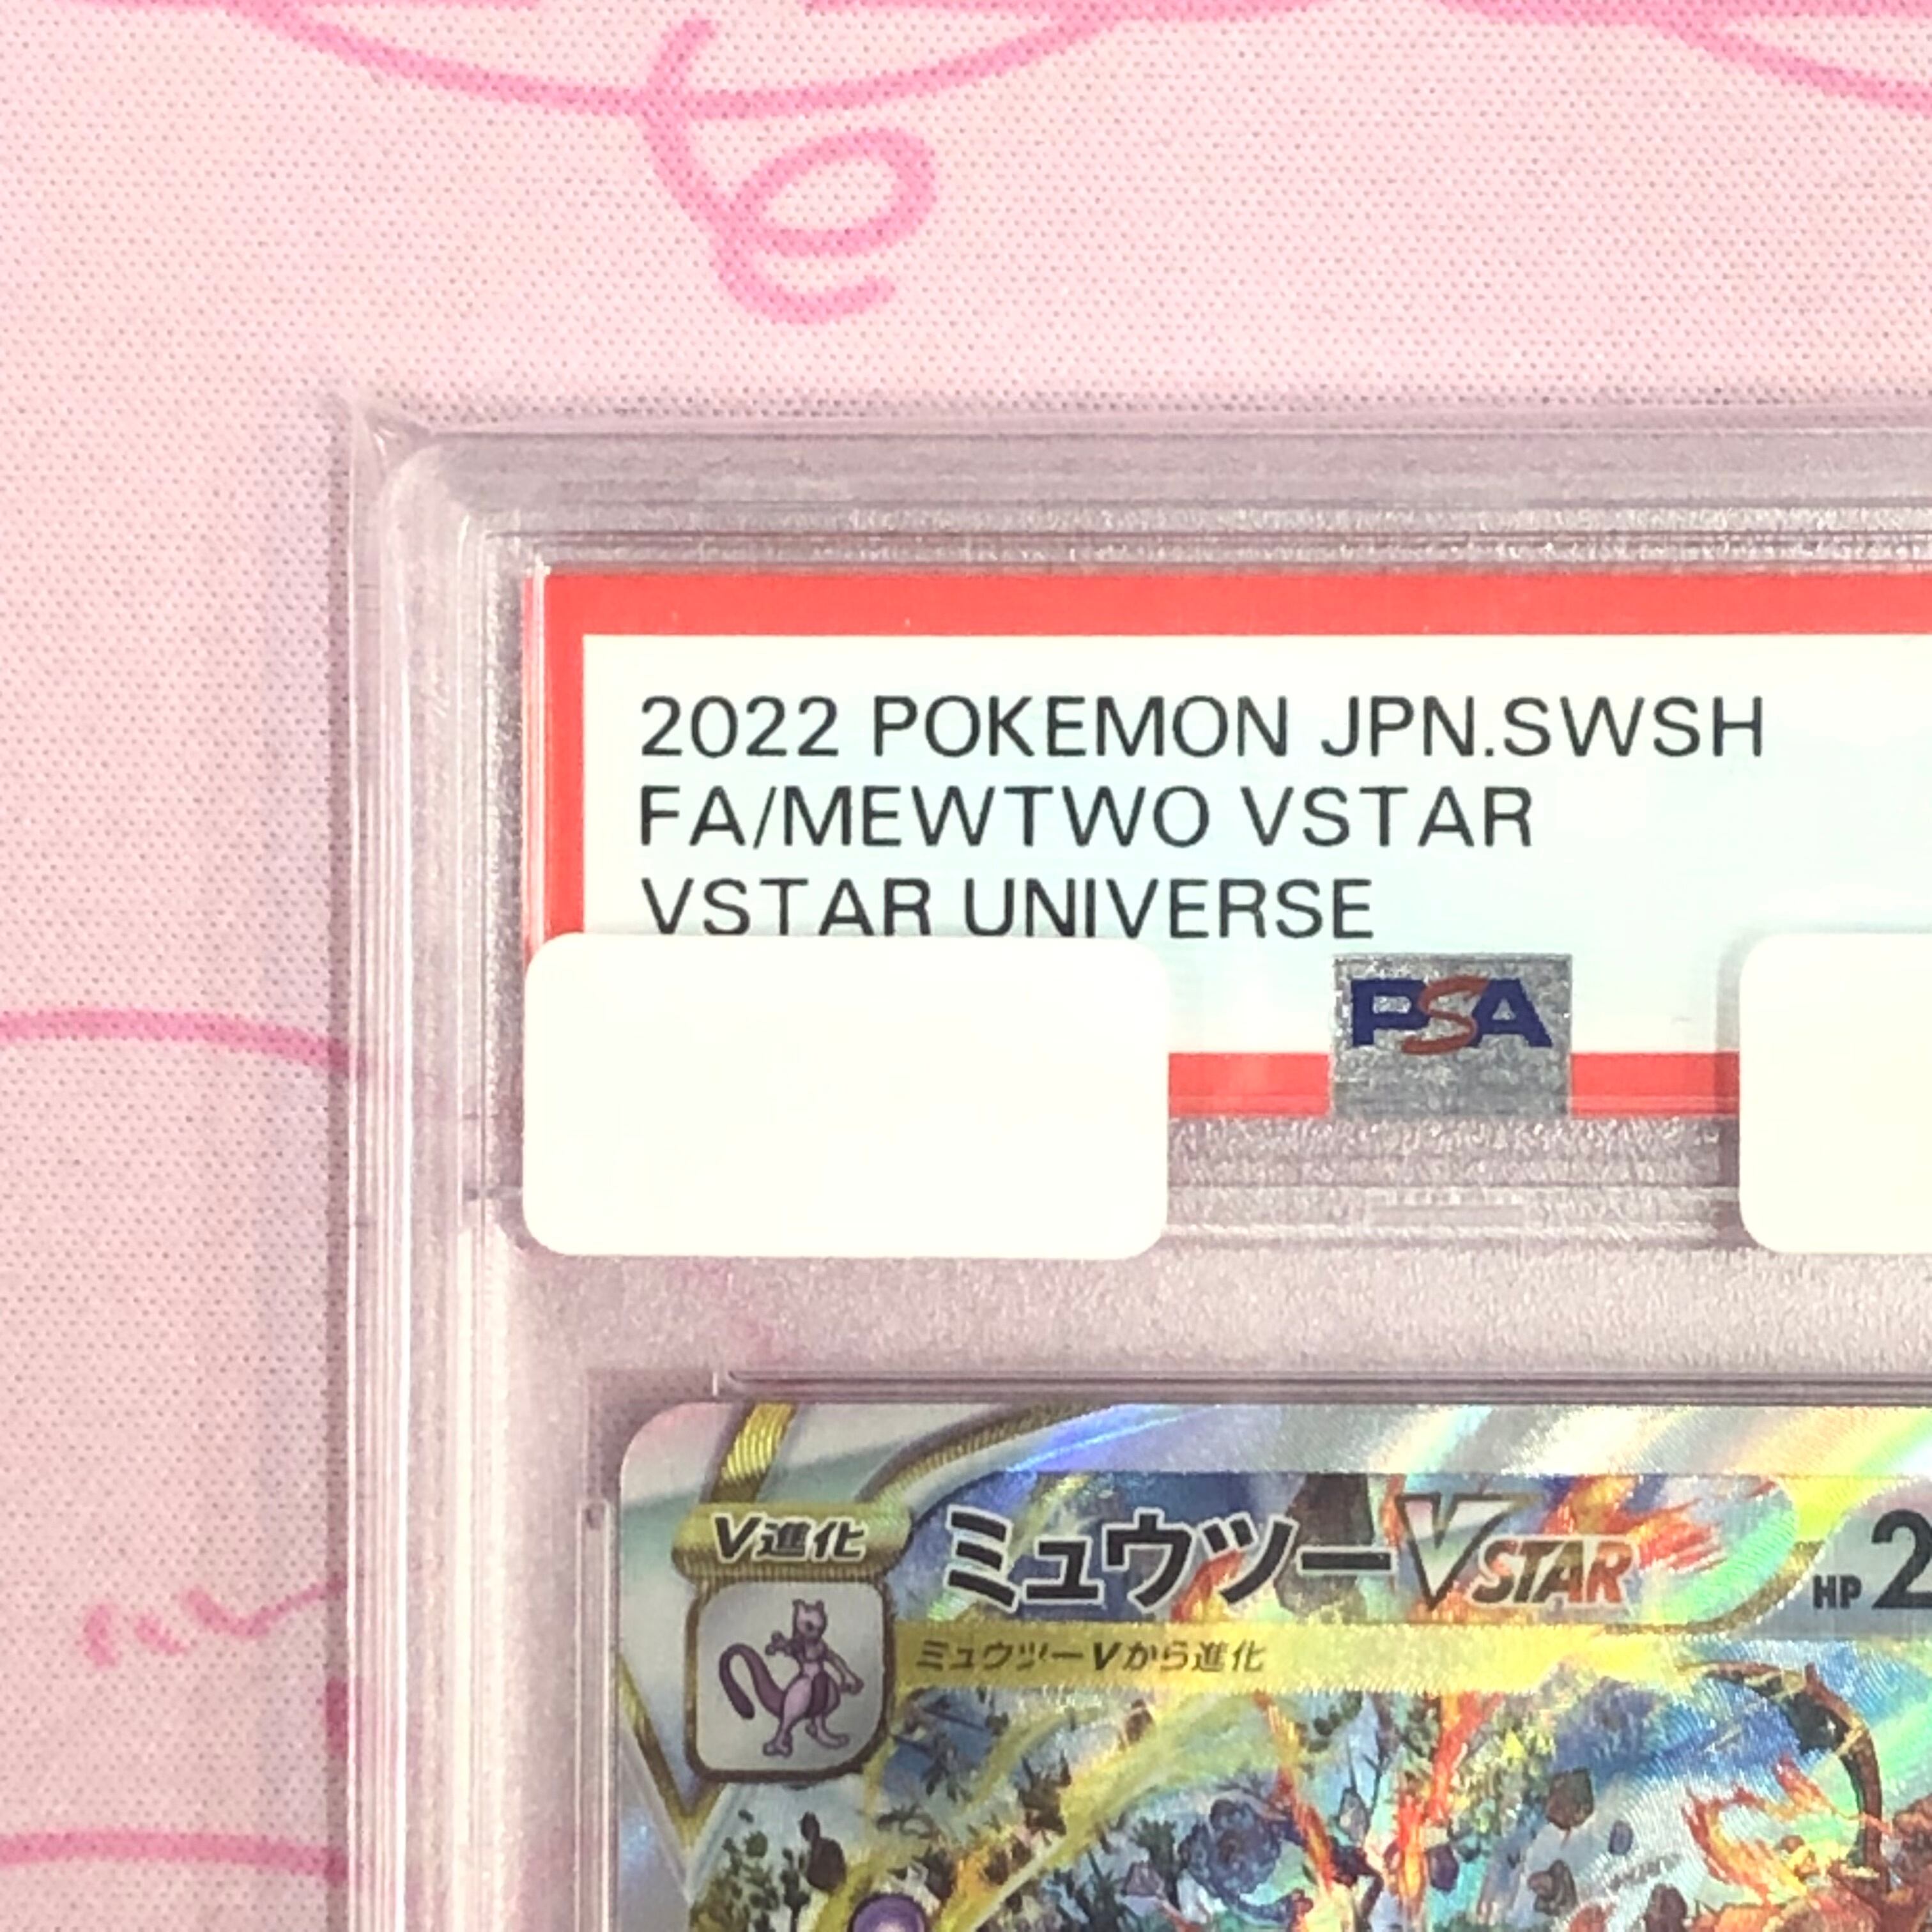 2022 POKEMON JPN.SWSH
FA/MEWTWO VSTAR
VSTAR UNIVERSE
PSA
V進化
ミュウツーVSTAR
HP 2
ミュウツーVから進化